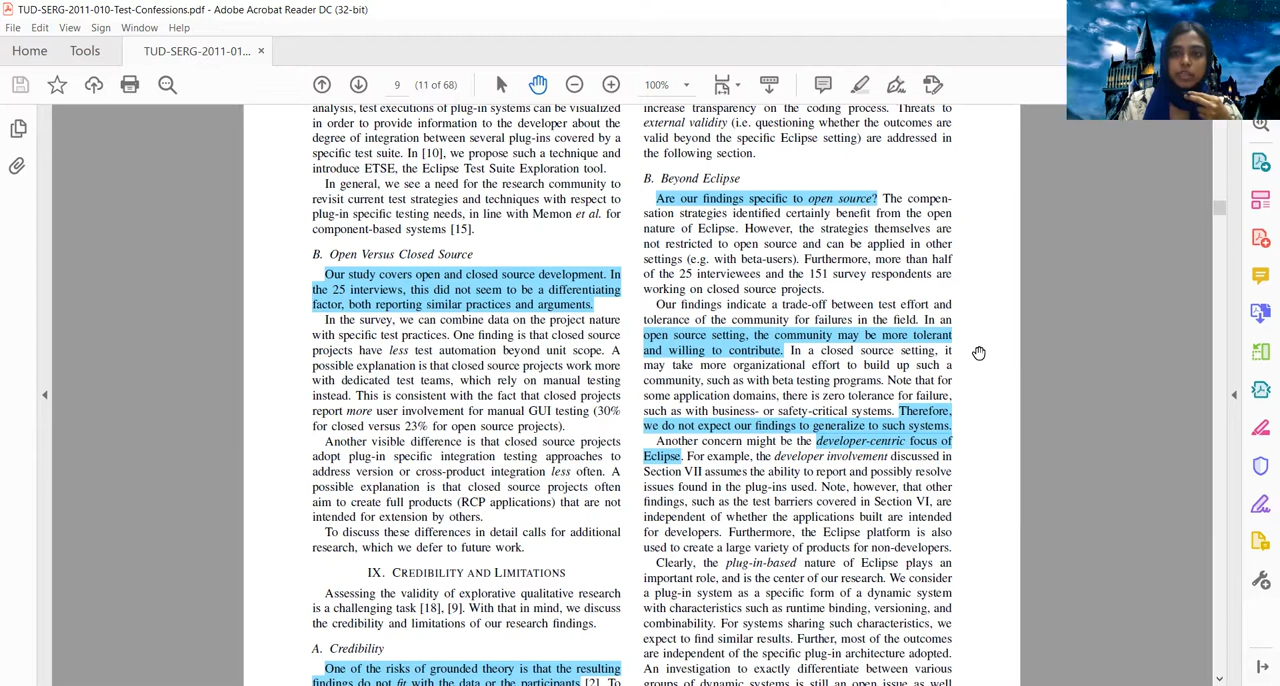 TUD-SERG-2011-010-Test-Confessions.pdf - Adobe Acrobat Reader DC (32-bit)
File Edit View Sign Window Help
Home Tools TUD-SERG-2011-01... ×
9 (11 of 68) 100%
analysis, test executions of plug-in systems can be visualized
in order to provide information to the developer about the
degree of integration between several plug-ins covered by a
specific test suite. In [10], we propose such a technique and
introduce ETSE, the Eclipse Test Suite Exploration tool.
In general, we see a need for the research community to
revisit current test strategies and techniques with respect to
plug-in specific testing needs, in line with Memon et al. for
component-based systems [15].
B. Open Versus Closed Source
Our study covers open and closed source development. In
the 25 interviews, this did not seem to be a differentiating
factor, both reporting similar practices and arguments.
In the survey, we can combine data on the project nature
with specific test practices. One finding is that closed source
projects have less test automation beyond unit scope. A
possible explanation is that closed source projects work more
with dedicated test teams, which rely on manual testing
instead. This is consistent with the fact that closed projects
report more user involvement for manual GUI testing (30%
for closed versus 23% for open source projects).
Another visible difference is that closed source projects
adopt plug-in specific integration testing approaches to
address version or cross-product integration less often. A
possible explanation is that closed source projects often
aim to create full products (RCP applications) that are not
intended for extension by others.
To discuss these differences in detail calls for additional
research, which we defer to future work.
IX. CREDIBILITY AND LIMITATIONS
Assessing the validity of explorative qualitative research
is a challenging task [18], [9]. With that in mind, we discuss
the credibility and limitations of our research findings.
A. Credibility
One of the risks of grounded theory is that the resulting
findings do not fit with the data or the participants [2]. To
increase transparency on the coding process. Threats to
external validity (i.e. questioning whether the outcomes are
valid beyond the specific Eclipse setting) are addressed in
the following section.
B. Beyond Eclipse
Are our findings specific to open source? The compen-
sation strategies identified certainly benefit from the open
nature of Eclipse. However, the strategies themselves are
not restricted to open source and can be applied in other
settings (e.g. with beta-users). Furthermore, more than half
of the 25 interviewees and the 151 survey respondents are
working on closed source projects.
Our findings indicate a trade-off between test effort and
tolerance of the community for failures in the field. In an
open source setting, the community may be more tolerant
and willing to contribute. In a closed source setting, it
may take more organizational effort to build up such a
community, such as with beta testing programs. Note that for
some application domains, there is zero tolerance for failure,
such as with business- or safety-critical systems. Therefore,
we do not expect our findings to generalize to such systems.
Another concern might be the developer-centric focus of
Eclipse. For example, the developer involvement discussed in
Section VII assumes the ability to report and possibly resolve
issues found in the plug-ins used. Note, however, that other
findings, such as the test barriers covered in Section VI, are
independent of whether the applications built are intended
for developers. Furthermore, the Eclipse platform is also
used to create a large variety of products for non-developers.
Clearly, the plug-in-based nature of Eclipse plays an
important role, and is the center of our research. We consider
a plug-in system as a specific form of a dynamic system
with characteristics such as runtime binding, versioning, and
combinability. For systems sharing such characteristics, we
expect to find similar results. Further, most of the outcomes
are independent of the specific plug-in architecture adopted.
An investigation to exactly differentiate between various
groups of dynamic systems is still an open issue as well